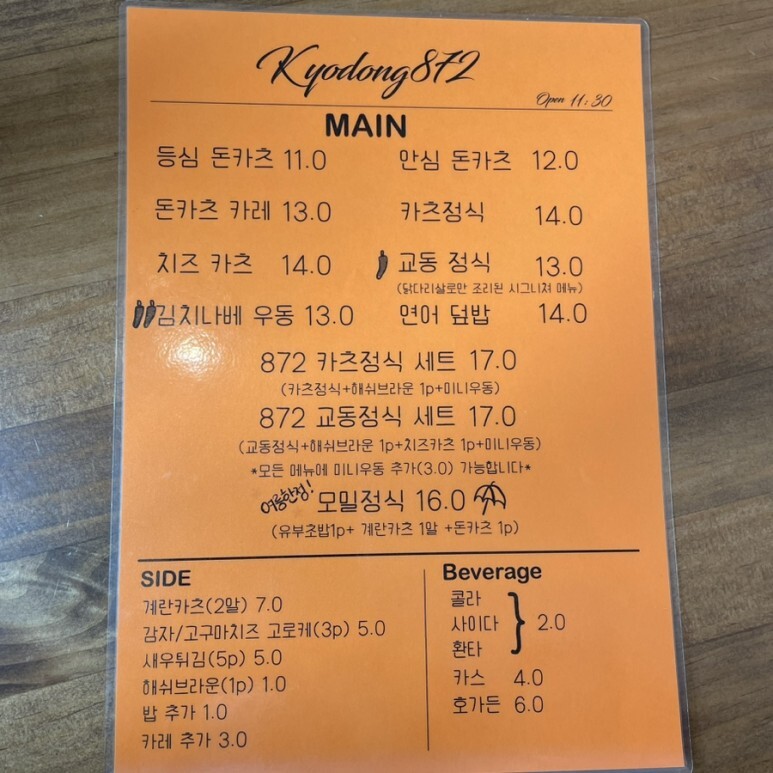 Kyodong872
Open 11:30
MAIN
등심 돈카츠 11.0 안심 돈카츠 12.0
돈카츠 카레 13.0 카츠정식 14.0
치즈 카츠 14.0 교동 정식 13.0
(닭다리살로만 조리된 시그니쳐 메뉴)
김치나베 우동 13.0 연어 덮밥 14.0
872 카츠정식 세트 17.0
(카츠정식+해쉬브라운 1p+미니우동)
872 교동정식 세트 17.0
(교동정식+해쉬브라운 1p+치즈카츠 1p+미니우동)
*모든 메뉴에 미니우동 추가(3.0) 가능합니다*
여름한정! 모밀정식 16.0
(유부초밥1p+ 계란카츠 1알 +돈카츠 1p)
SIDE
계란카츠(2알) 7.0
감자/고구마치즈 고로케(3p) 5.0
새우튀김(5p) 5.0
해쉬브라운(1p) 1.0
밥 추가 1.0
카레 추가 3.0
Beverage
콜라
사이다 } 2.0
환타
카스 4.0
호가든 6.0